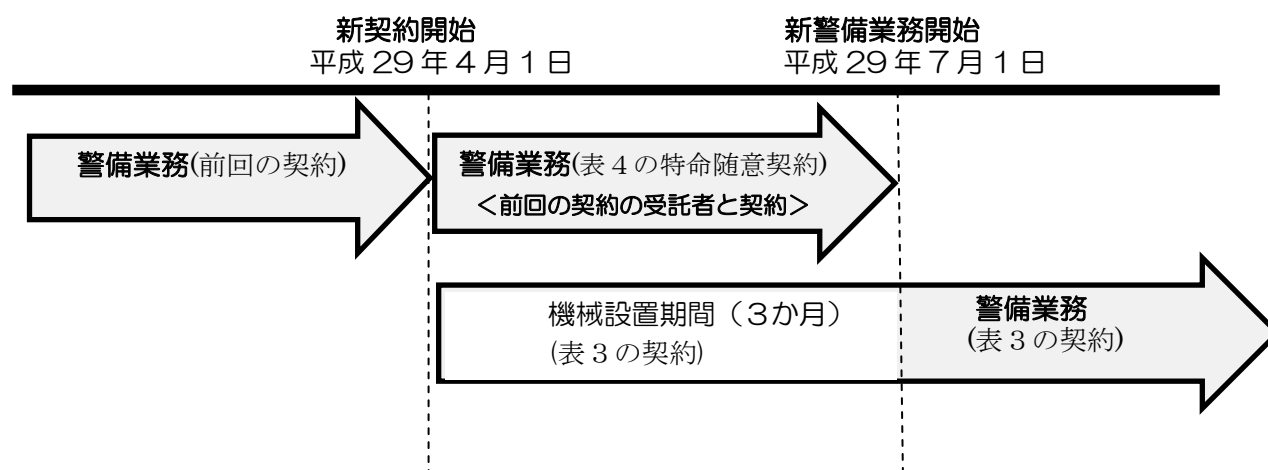 新契約開始
平成 29 年 4 月 1 日
新警備業務開始
平成 29 年 7 月 1 日
警備業務(前回の契約)
警備業務(表 4 の特命随意契約)
＜前回の契約の受託者と契約＞
機械設置期間（３か月）
(表 3 の契約)
警備業務
(表 3 の契約)